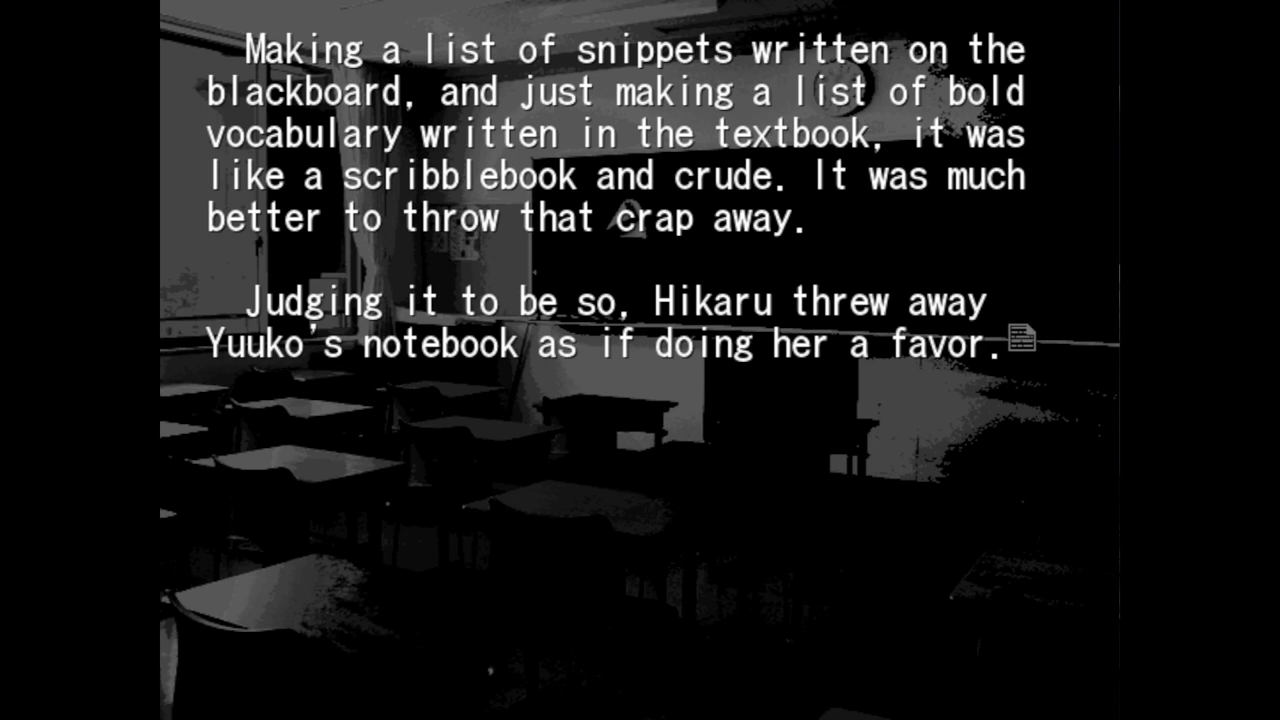 Making a list of snippets written on the
blackboard, and just making a list of bold
vocabulary written in the textbook, it was
like a scribblebook and crude. It was much
better to throw that crap away.
Judging it to be so, Hikaru threw away
Yuuko's notebook as if doing her a favor.